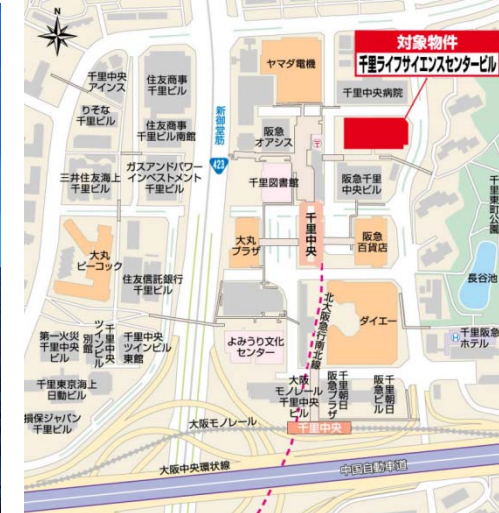 対象物件
千里ライフサイエンスセンタービル
ヤマダ電機
千里中央
アインス
住友商事
千里ビル
千里中央病院
りそな
千里ビル
住友商事
千里ビル南館
新御堂筋
423
阪急
オアシス
三井住友海上
千里ビル
ガスアンドパワー
インベストメント
千里ビル
千里図書館
阪急千里
中央ビル
千里東町公園
千里中央
大丸
ピーコック
大丸
プラザ
阪急
百貨店
住友信託銀行
千里ビル
長谷池
北大阪急行南北線
ダイエー
第一火災
千里中央
ビル
千里中央
ツインビル
別館
千里中央
ツインビル
東館
よみうり文化
センター
H
千里阪急
ホテル
千里東京海上
日動ビル
大阪
モノレール
千里中央
ビル
千里朝日
阪急プラザ
千里朝日
阪急ビル
損保ジャパン
千里ビル
大阪モノレール
千里中央
大阪中央環状線
中国自動車道